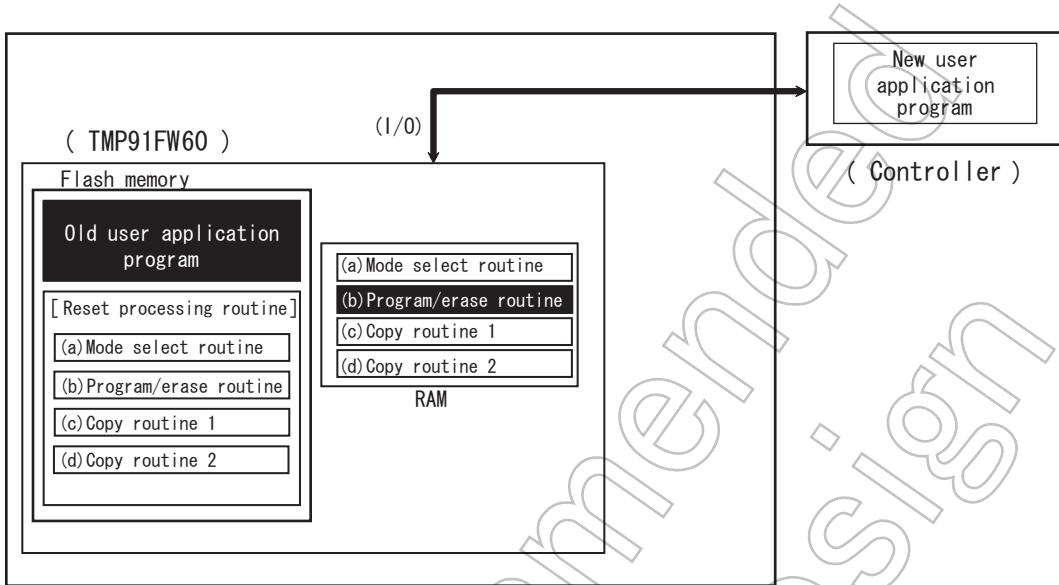 New user
application
program
( Controller )
(I/O)
( TMP91FW60 )
Flash memory
Old user application
program
[Reset processing routine]
(a)Mode select routine
(b)Program/erase routine
(c)Copy routine 1
(d)Copy routine 2
(a)Mode select routine
(b)Program/erase routine
(c)Copy routine 1
(d)Copy routine 2
RAM